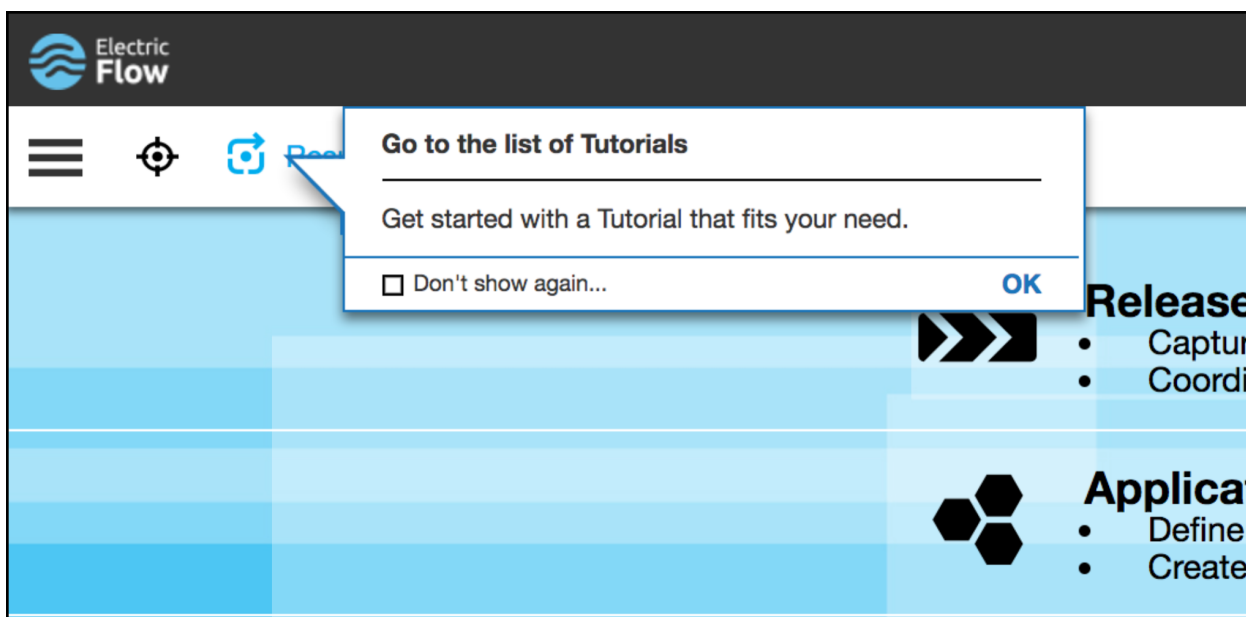 Electric
Flow
Go to the list of Tutorials
Get started with a Tutorial that fits your need.
Don't show again...
OK
Release
Captur
Coordi
Applicat
Define
Create